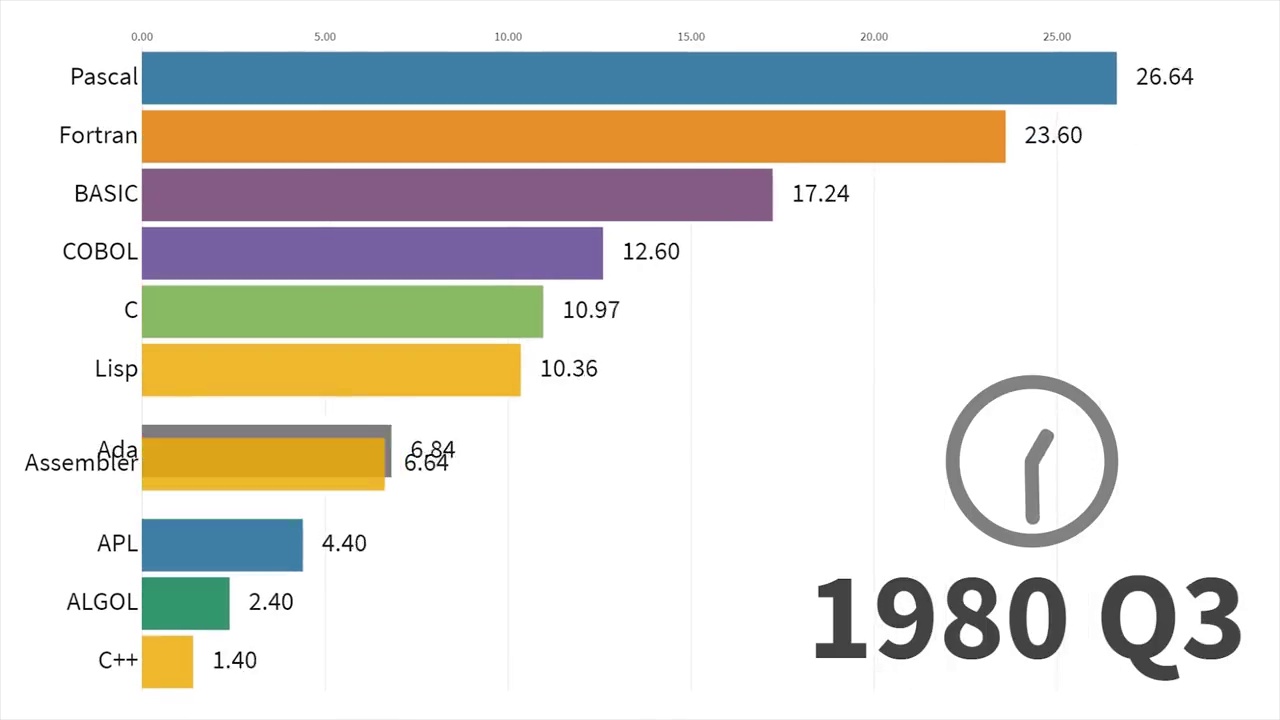 0.00 5.00 10.00 15.00 20.00 25.00
Pascal 26.64
Fortran 23.60
BASIC 17.24
COBOL 12.60
C 10.97
Lisp 10.36
Ada 6.84
Assembler 6.64
APL 4.40
ALGOL 2.40
C++ 1.40
1980 Q3